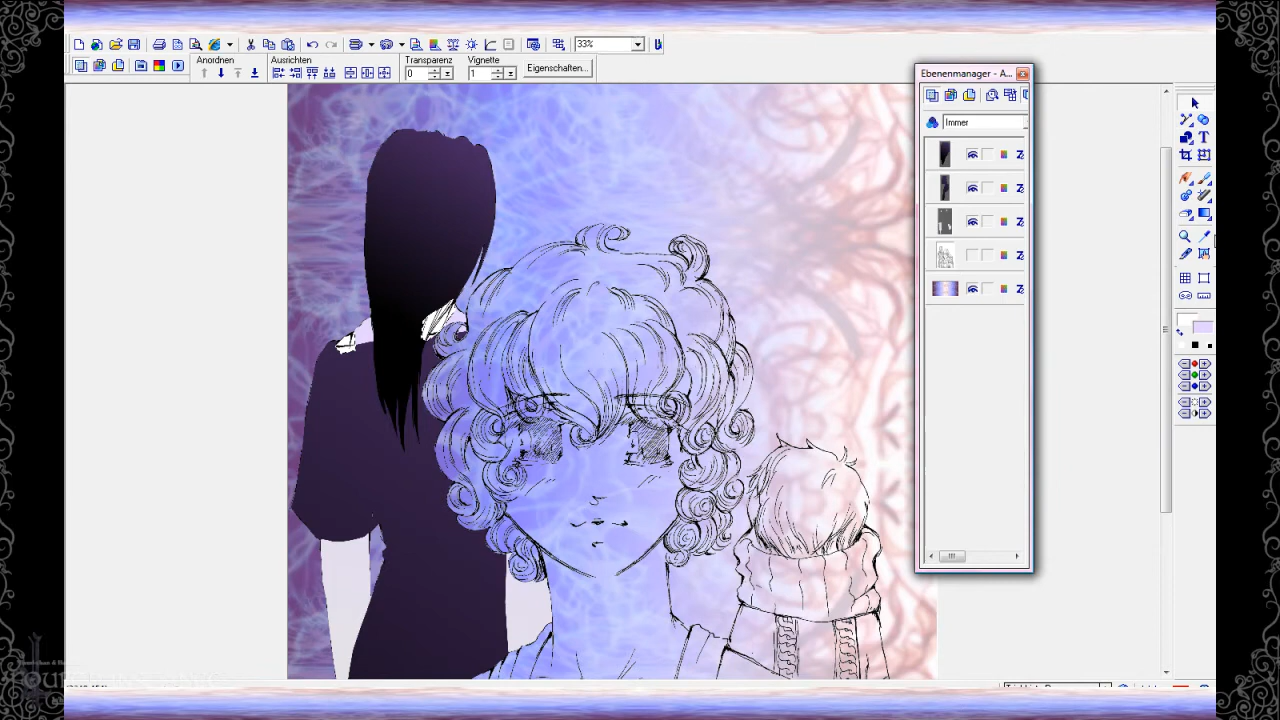 33%
Anordnen
Ausrichten
Transparenz
0
Vignette
1
Eigenschaften...
Ebenenmanager - A...
Immer